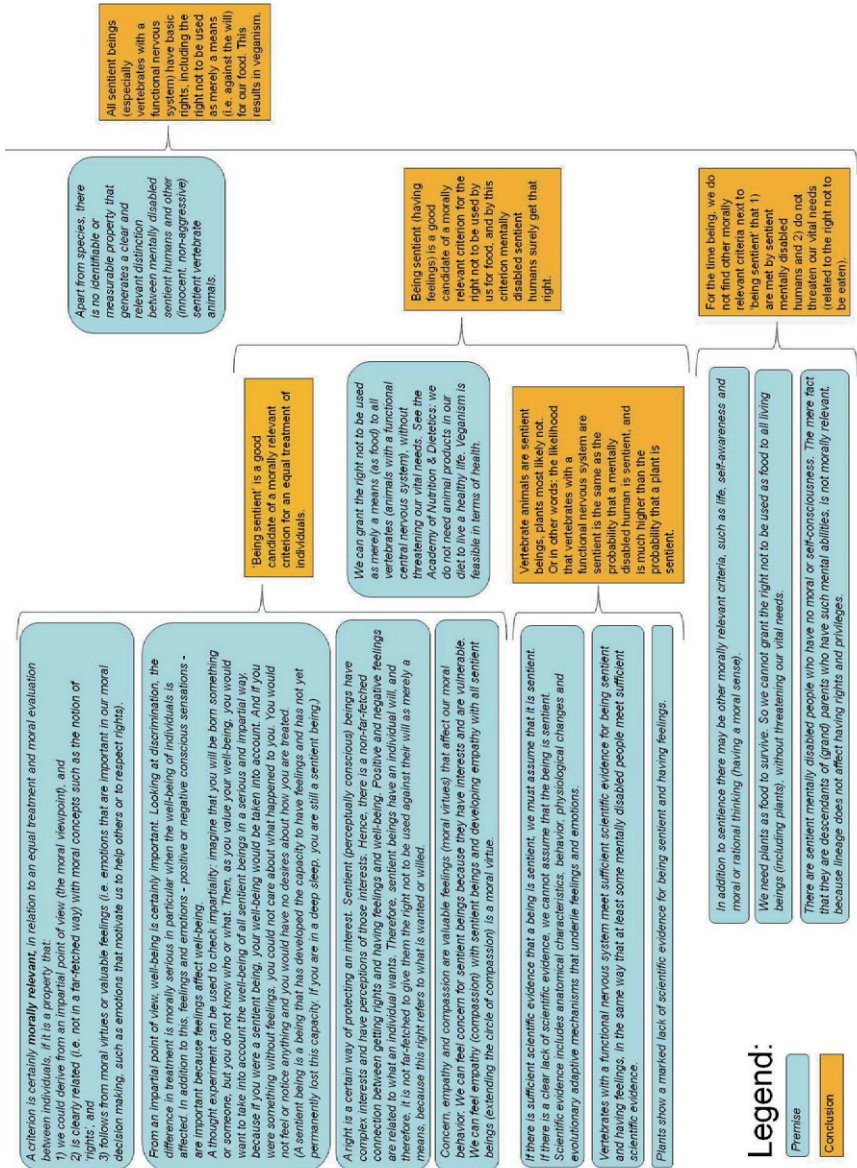 A criterion is certainly morally relevant, in relation to an equal treatment and moral evaluation
between individuals, if it is a property that:
1) we could derive from an impartial point of view (the moral viewpoint), and
2) is clearly related (i.e. not in a far-fetched way) with moral concepts such as the notion of
'rights', and
3) follows from moral virtues or valuable feelings (i.e. emotions that are important in our moral
decision making, such as emotions that motivate us to help others or to respect rights).
From an impartial point of view, well-being is certainly important. Looking at discrimination, the
difference in treatment is morally serious in particular when the well-being of individuals is
affected. In addition to this, feelings and emotions - positive or negative conscious sensations -
are important because feelings affect well-being.
A thought experiment can be used to check impartiality: imagine that you will be born something
or someone, but you do not know who or what. Then, as you value your well-being, you would
want to take into account the well-being of all sentient beings in a serious and impartial way,
because if you were a sentient being, your well-being would be taken into account. And if you
were something without feelings, you could not care about what happened to you. You would
not feel or notice anything and you would have no desires about how you are treated.
(A sentient being is a being that has developed the capacity to have feelings and has not yet
permanently lost this capacity. If you are in a deep sleep, you are still a sentient being.)
A right is a certain way of protecting an interest. Sentient (perceptually conscious) beings have
complex interests and have perceptions of those interests. Hence, there is a non-far-fetched
connection between getting rights and having feelings and well-being. Positive and negative feelings
are related to what an individual wants. Therefore, sentient beings have an individual will, and
therefore, it is not far-fetched to give them the right not to be used against their will as merely a
means, because this right refers to what is wanted or willed.
Concern, empathy and compassion are valuable feelings (moral virtues) that affect our moral
behavior. We can feel concern for sentient beings because they have interests and are vulnerable.
We can feel empathy (compassion) with sentient beings and developing empathy with all sentient
beings (extending the circle of compassion) is a moral virtue.
If there is sufficient scientific evidence that a being is sentient, we must assume that it is sentient.
If there is a clear lack of scientific evidence, we cannot assume that the being is sentient.
Scientific evidence includes anatomical characteristics, behavior, physiological changes and
evolutionary adaptive mechanisms that underlie feelings and emotions.
Vertebrates with a functional nervous system meet sufficient scientific evidence for being sentient
and having feelings, in the same way that at least some mentally disabled people meet sufficient
scientific evidence.
Plants show a marked lack of scientific evidence for being sentient and having feelings.
In addition to sentience there may be other morally relevant criteria, such as life, self-awareness and
moral or rational thinking (having a moral sense).
We need plants as food to survive. So we cannot grant the right not to be used as food to all living
beings (including plants), without threatening our vital needs.
There are sentient mentally disabled people who have no moral or self-consciousness. The mere fact
that they are descendants of (grand) parents who have such mental abilities, is not morally relevant,
because lineage does not affect having rights and privileges.
Legend:
Premise
Conclusion
'Being sentient' is a good
candidate of a morally relevant
criterion for an equal treatment of
individuals.
We can grant the right not to be used
as merely a means (as food) to all
vertebrates (animals with a functional
central nervous system), without
threatening our vital needs. See the
Academy of Nutrition & Dietetics: we
do not need animal products in our
diet to live a healthy life. Veganism is
feasible in terms of health.
Vertebrate animals are sentient
beings, plants most likely not.
Or in other words: the likelihood
that vertebrates with a
functional nervous system are
sentient is the same as the
probability that a mentally
disabled human is sentient, and
is much higher than the
probability that a plant is
sentient.
Apart from species, there
is no identifiable or
measurable property that
generates a clear and
relevant distinction
between mentally disabled
sentient humans and other
(innocent, non-aggressive)
sentient vertebrate
animals.
Being sentient (having
feelings) is a good
candidate of a morally
relevant criterion for the
right not to be used by
us for food, and by this
criterion mentally
disabled sentient
humans surely get that
right.
For the time being, we do
not find other morally
relevant criteria next to
'being sentient' that 1)
are met by sentient
mentally disabled
humans and 2) do not
threaten our vital needs
(related to the right not to
be eaten).
All sentient beings
(especially
vertebrates with a
functional nervous
system) have basic
rights, including the
right not to be used
as merely a means
(i.e. against the will)
for our food. This
results in veganism.